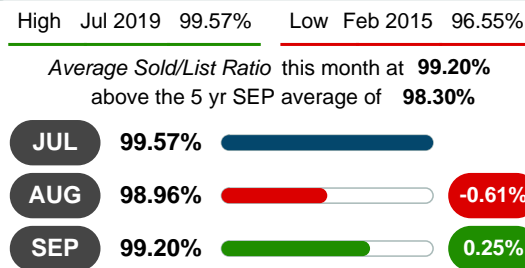 High Jul 2019 99.57% Low Feb 2015 96.55%
Average Sold/List Ratio this month at 99.20%
above the 5 yr SEP average of 98.30%
JUL 99.57%
AUG 98.96% -0.61%
SEP 99.20% 0.25%